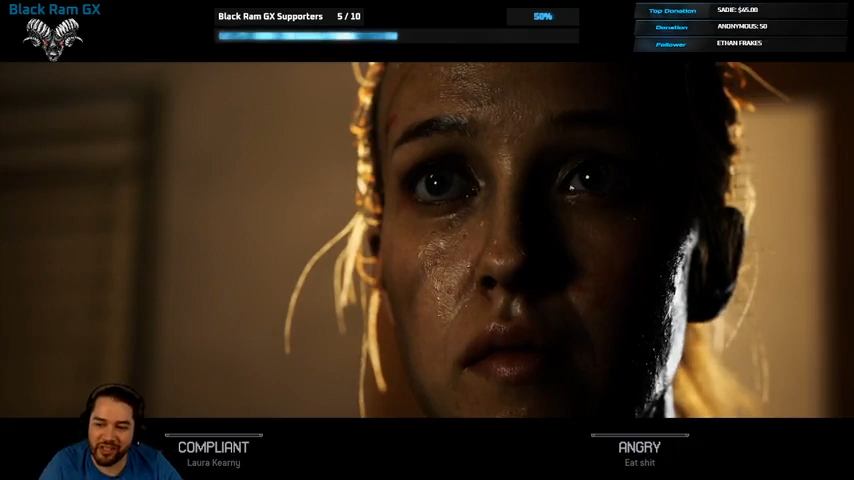 Black Ram GX
Black Ram GX Supporters 5 / 10
50%
Top Donation SADIE: $45.00
Donation ANONYMOUS: 50
Follower ETHAN FRAKES
COMPLIANT
Laura Kearny
ANGRY
Eat shit